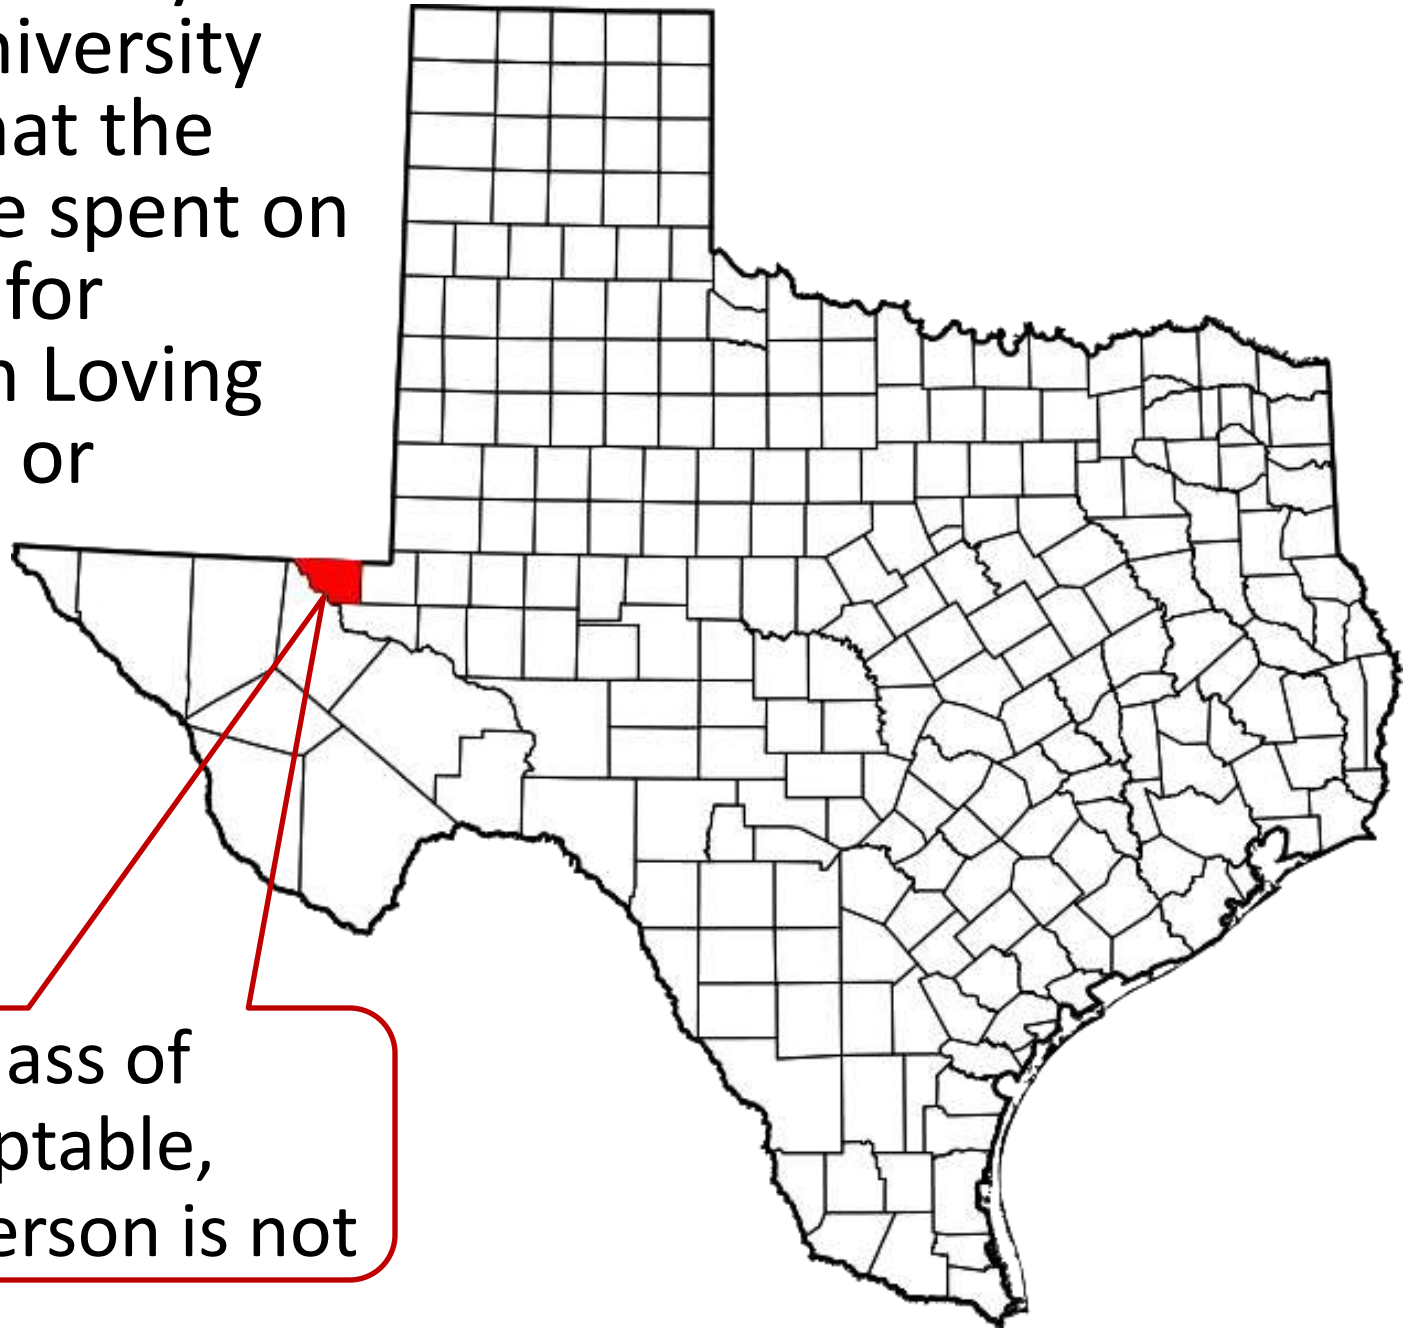 niversity
hat the
e spent on
for
n Loving
or
ass of
ptable,
erson is not